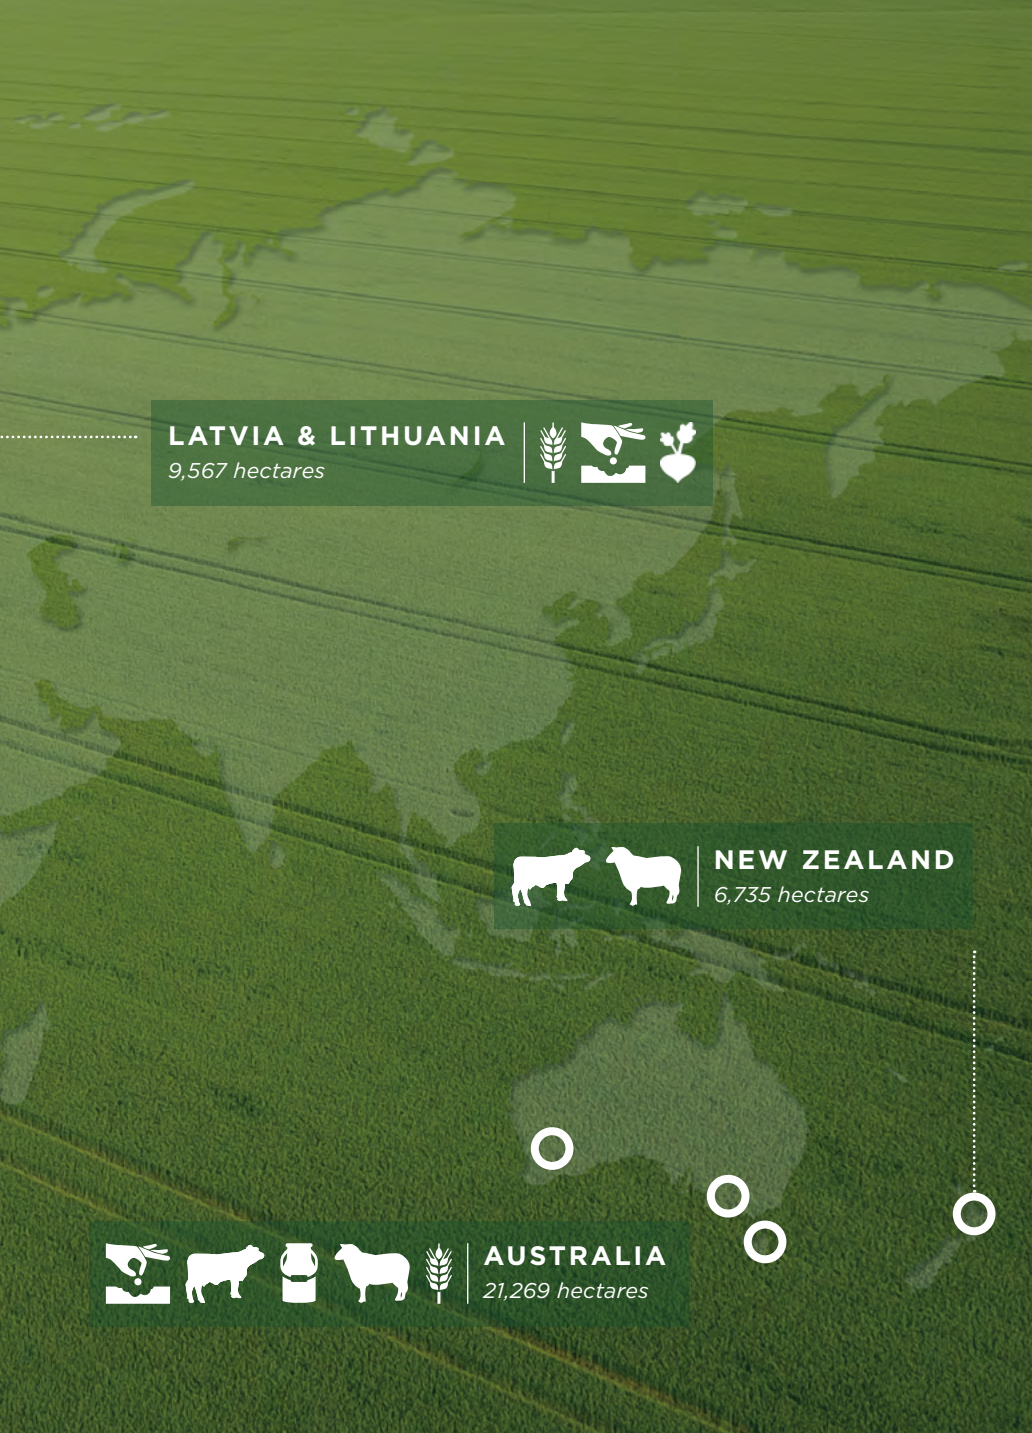 LATVIA & LITHUANIA
9,567 hectares
NEW ZEALAND
6,735 hectares
AUSTRALIA
21,269 hectares